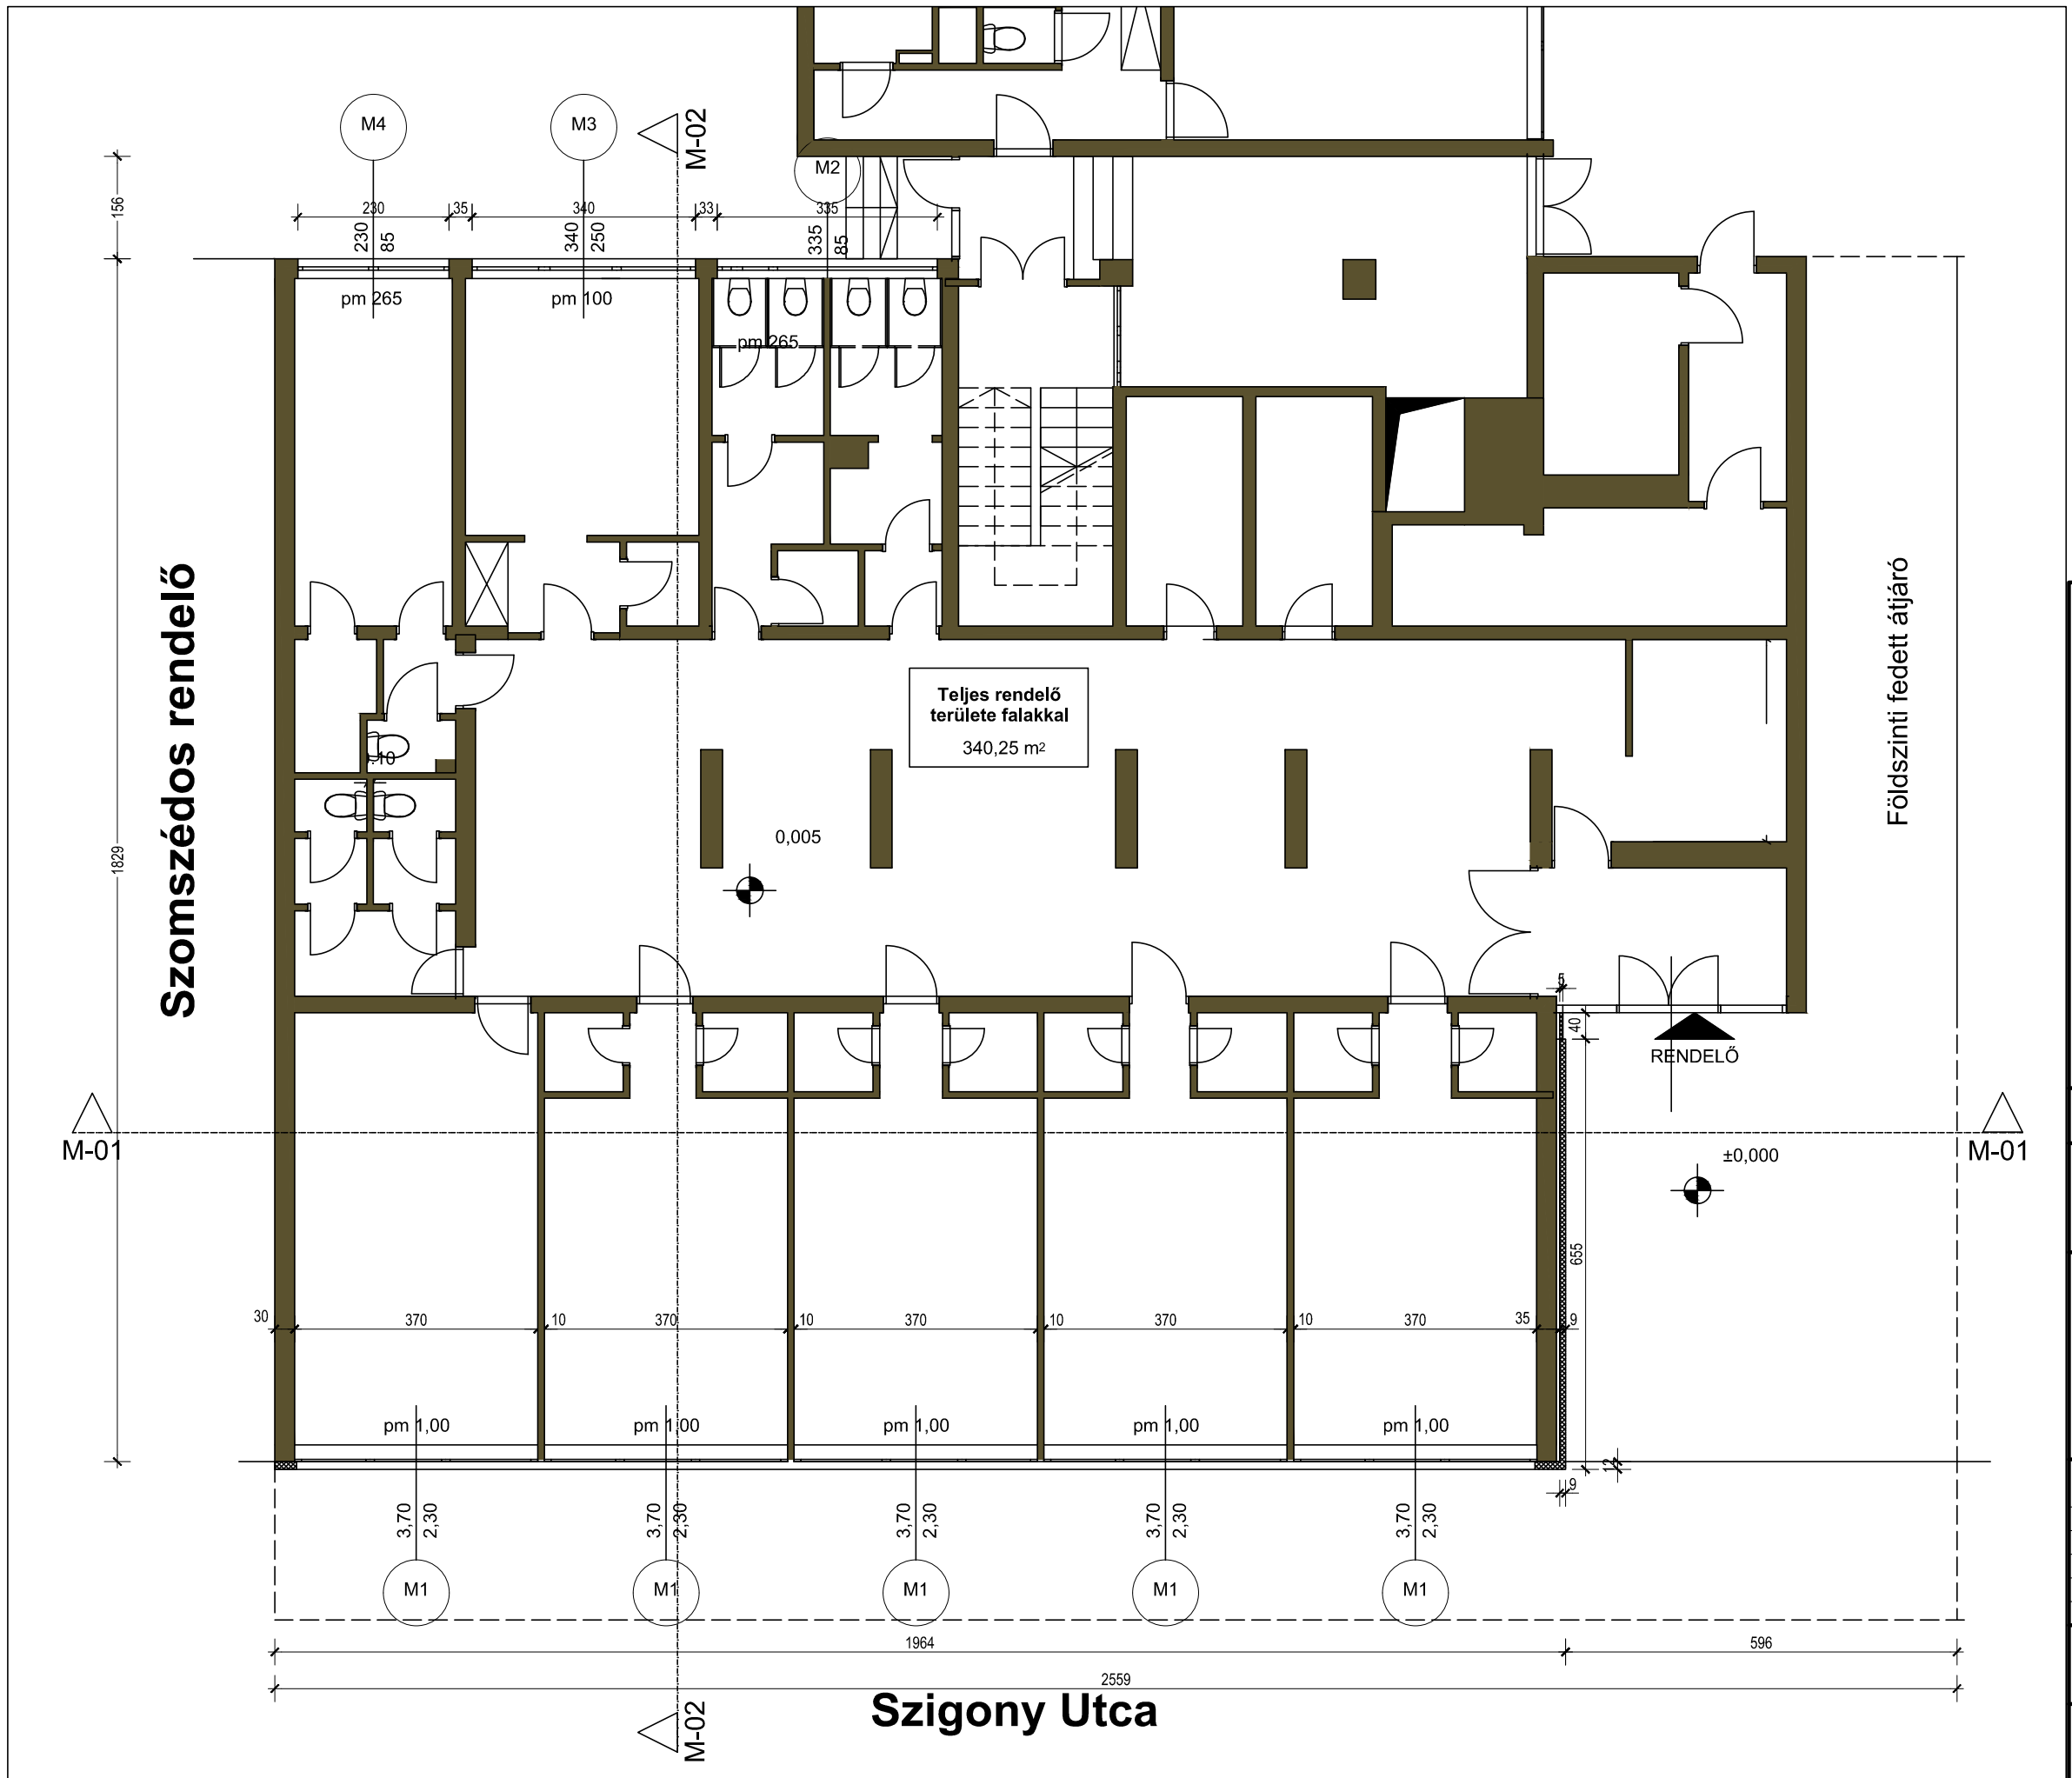 M4
M3
M-02
M2
156
230
35
340
33
335
230
85
340
250
335
85
pm 265
pm 100
pm 265
Szomszédos rendelő
Földszinti fedett átjáró
Teljes rendelő
területe falakkal
340,25 m²
1829
0,005
5
40
RENDELŐ
M-01
M-01
±0,000
655
30
370
10
370
10
370
10
370
10
370
35
9
pm 1,00
pm 1,00
pm 1,00
pm 1,00
pm 1,00
12
9
3,70
2,30
3,70
2,30
3,70
2,30
3,70
2,30
3,70
2,30
M1
M1
M1
M1
M1
1964
596
2559
Szigony Utca
M-02